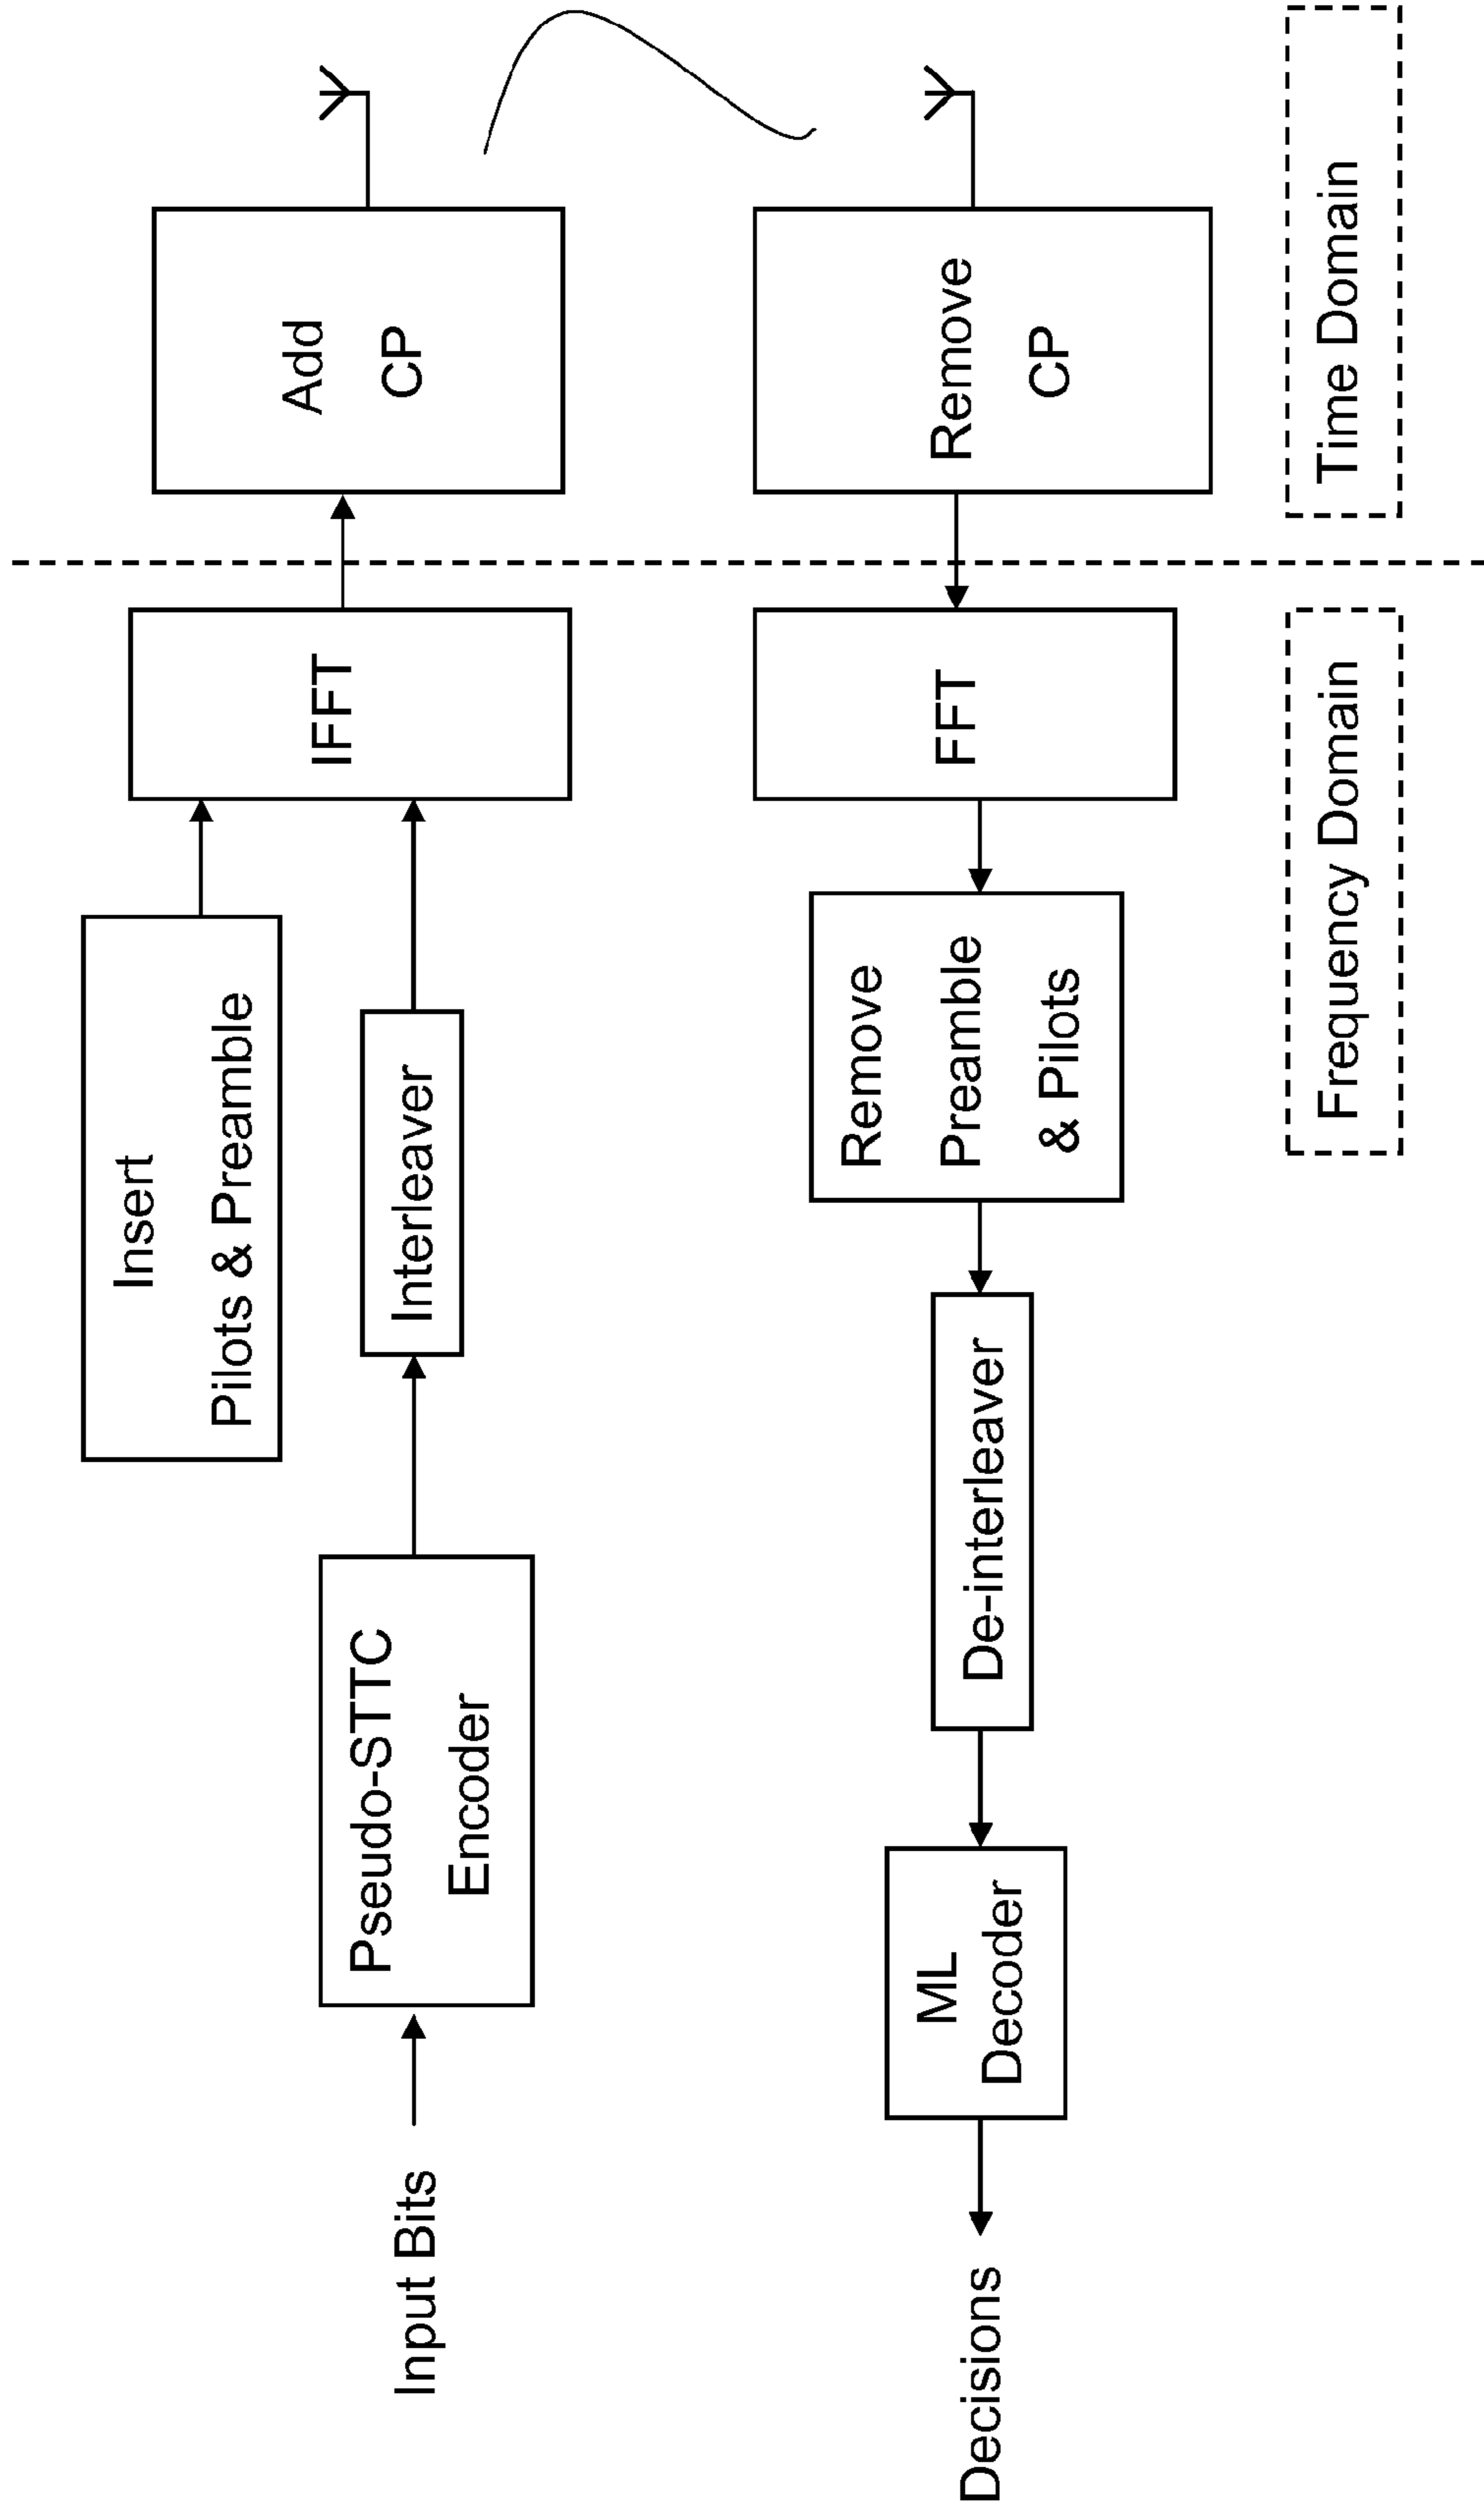 Insert
Pilots & Preamble
Input Bits
Pseudo-STTC
Encoder
Interleaver
IFFT
Add
CP
Decisions
ML
Decoder
De-interleaver
Remove
Preamble
& Pilots
FFT
Remove
CP
Frequency Domain
Time Domain